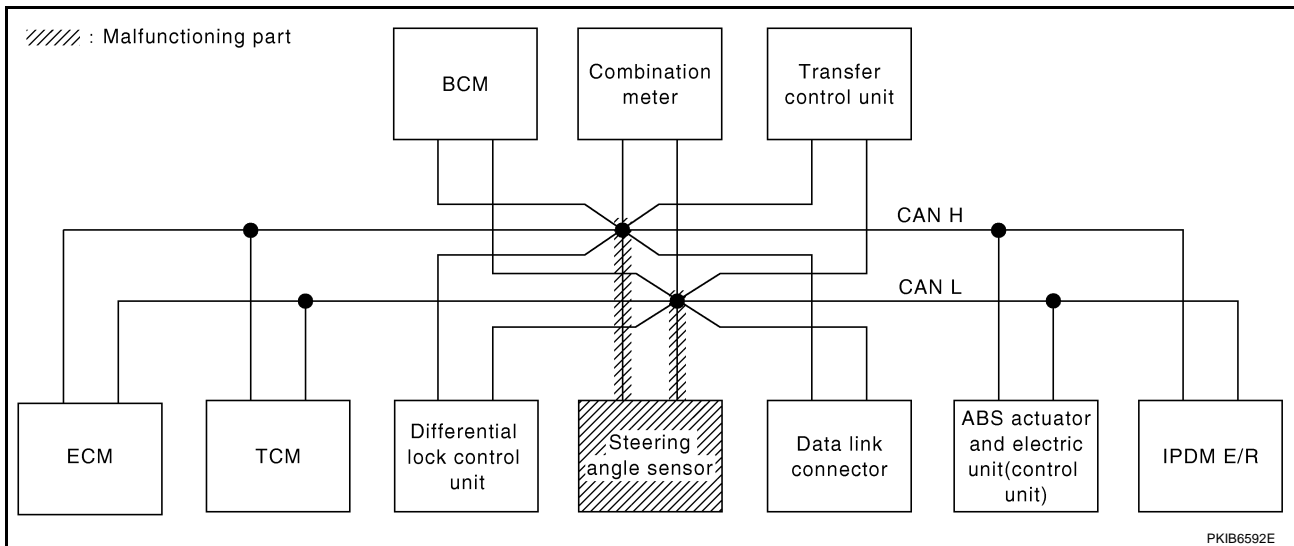 : Malfunctioning part
BCM
Combination
meter
Transfer
control unit
CAN H
CAN L
ECM
TCM
Differential
lock control
unit
Steering
angle sensor
Data link
connector
ABS actuator
and electric
unit(control
unit)
IPDM E/R
PKIB6592E